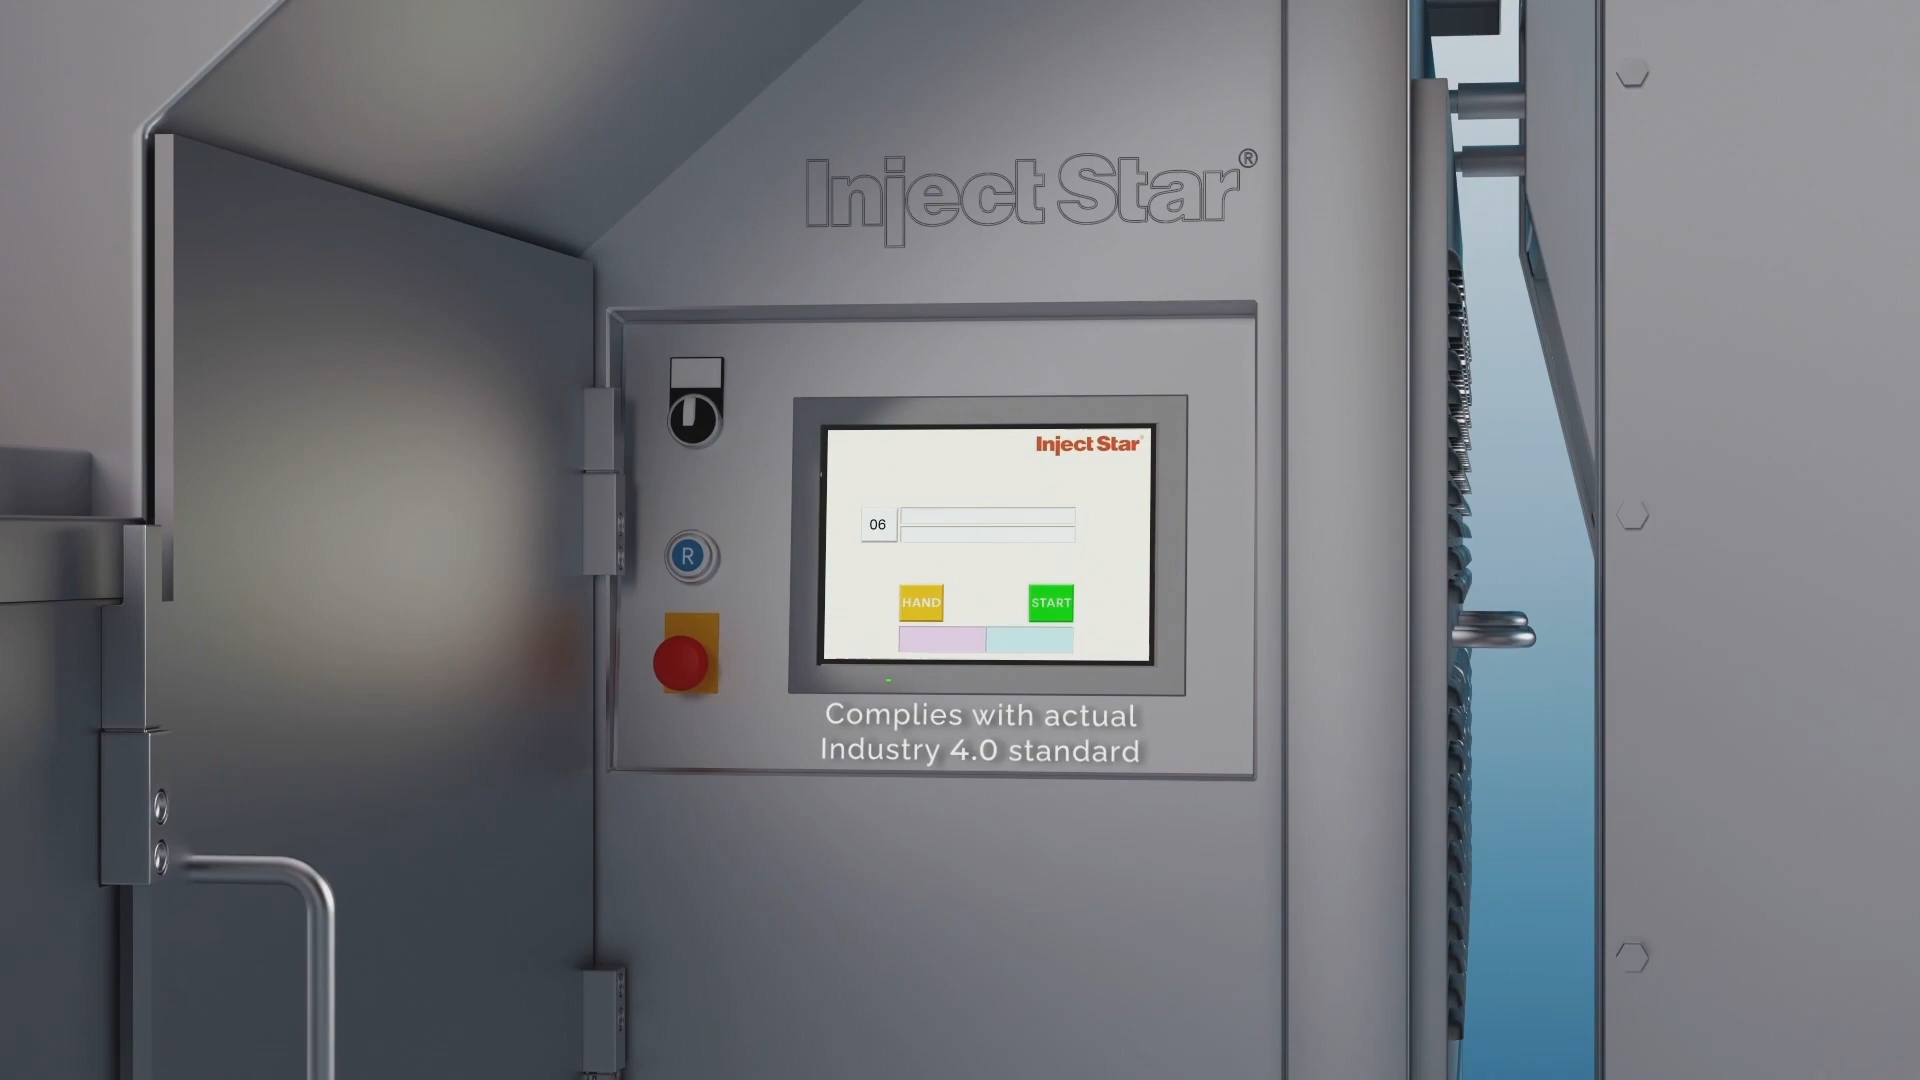 Inject Star®
Inject Star
06
R
HAND
START
Complies with actual
Industry 4.0 standard